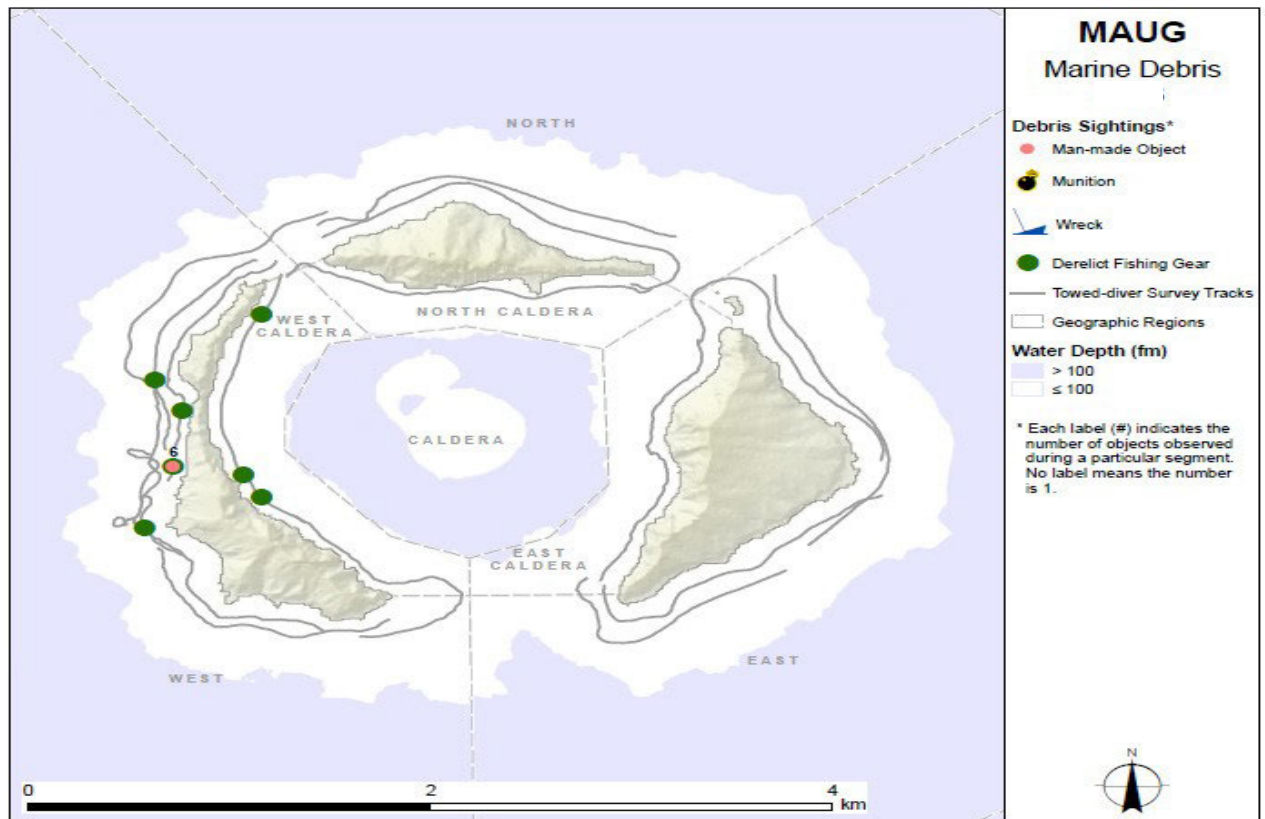 MAUG
Marine Debris
Debris Sightings*
Man-made Object
Munition
Wreck
Derelict Fishing Gear
Towed-diver Survey Tracks
Geographic Regions
Water Depth (fm)
> 100
≤ 100
* Each label (#) indicates the
number of objects observed
during a particular segment.
No label means the number
is 1.
N
NORTH
NORTH CALDERA
WEST
CALDERA
CALDERA
6
EAST
CALDERA
EAST
WEST
0
2
4
km